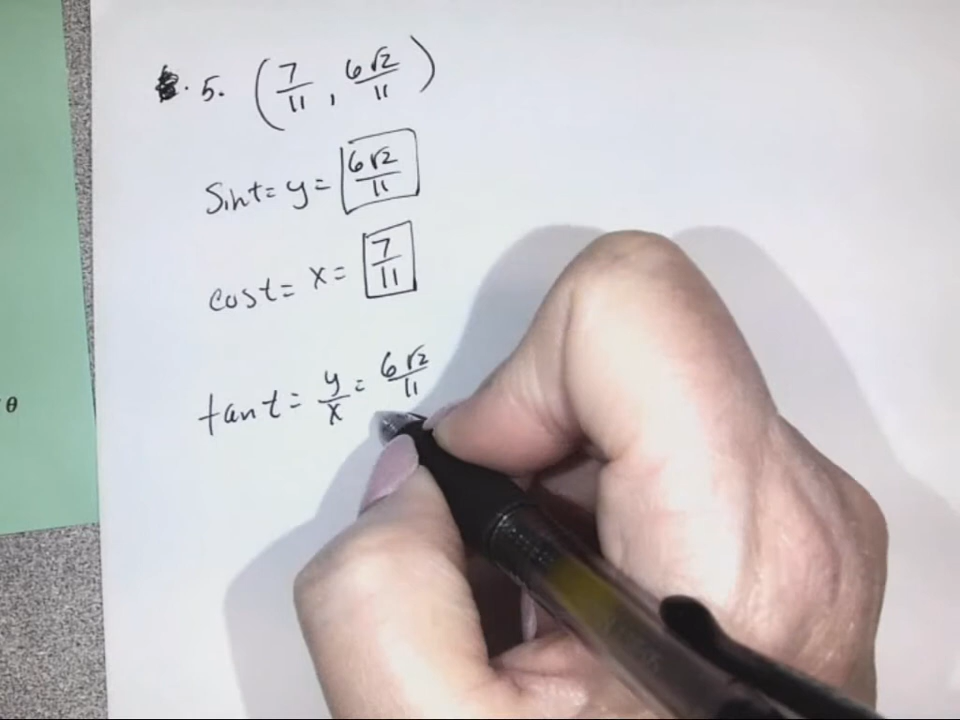 5. (7/11, 6√2/11)
sin t = y = 6√2/11
cos t = x = 7/11
tan t = y/x = 6√2/11
θ